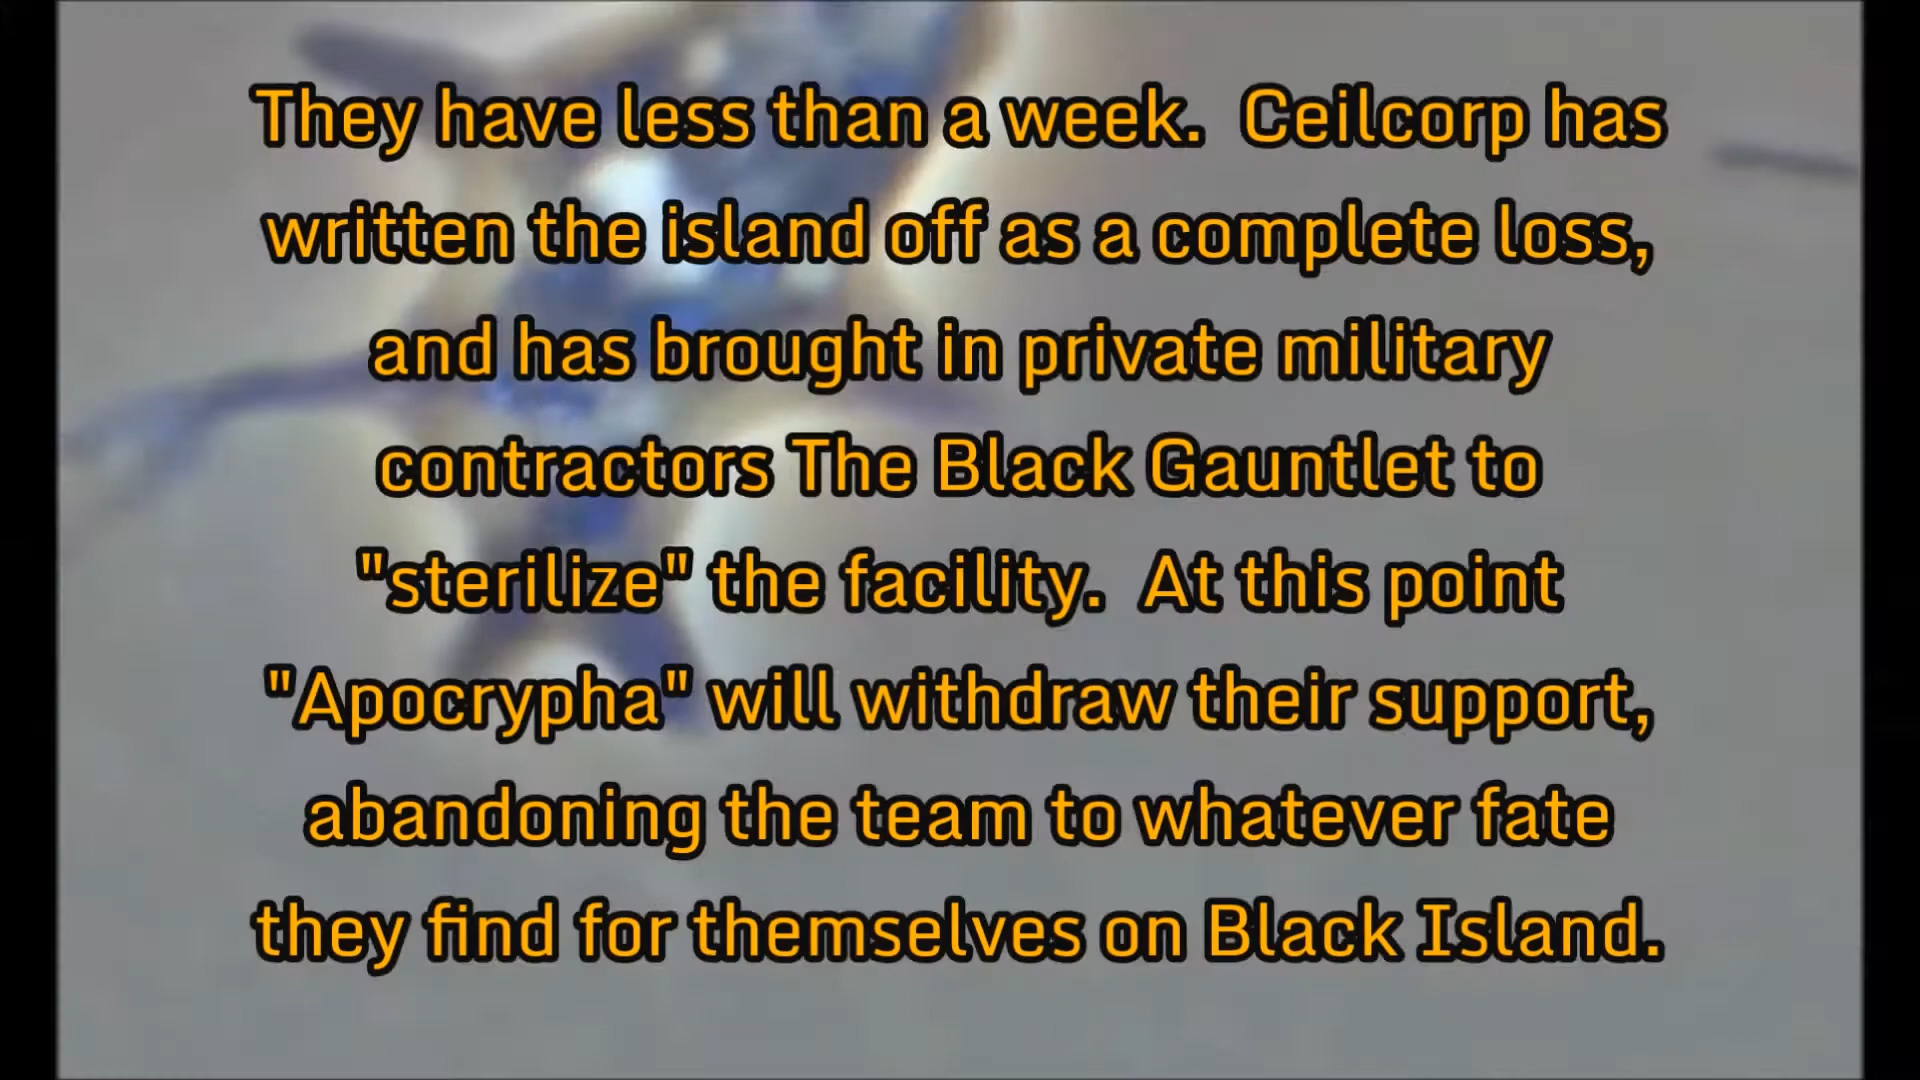 They have less than a week.  Ceilcorp has
written the island off as a complete loss,
and has brought in private military
contractors The Black Gauntlet to
"sterilize" the facility.  At this point
"Apocrypha" will withdraw their support,
abandoning the team to whatever fate
they find for themselves on Black Island.